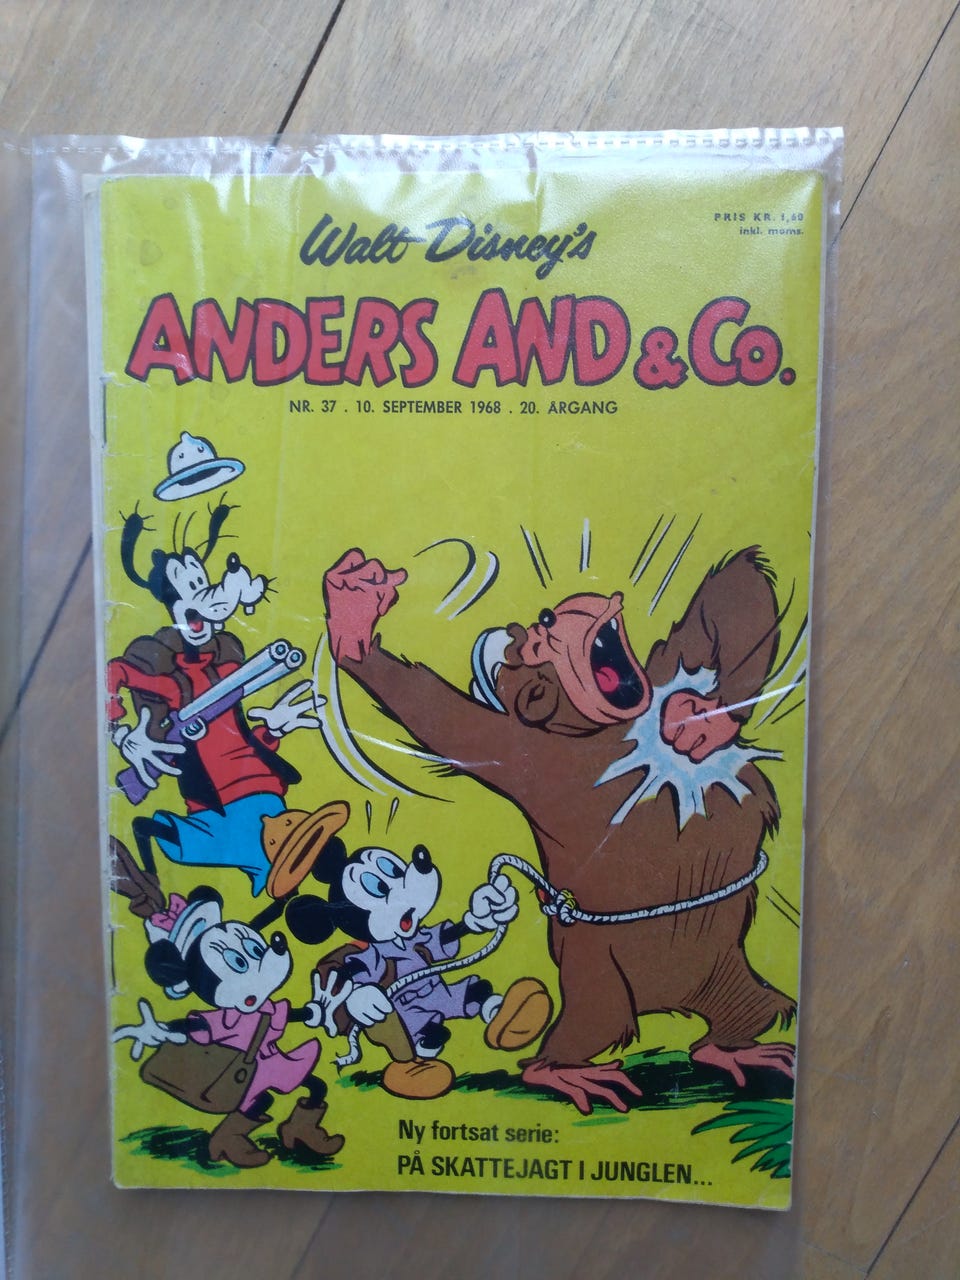 Walt Disney's
PRIS KR. 1,60
inkl. moms.
ANDERS AND & Co.
NR. 37 . 10. SEPTEMBER 1968 . 20. ÅRGANG
Ny fortsat serie:
PÅ SKATTEJAGT I JUNGLEN...